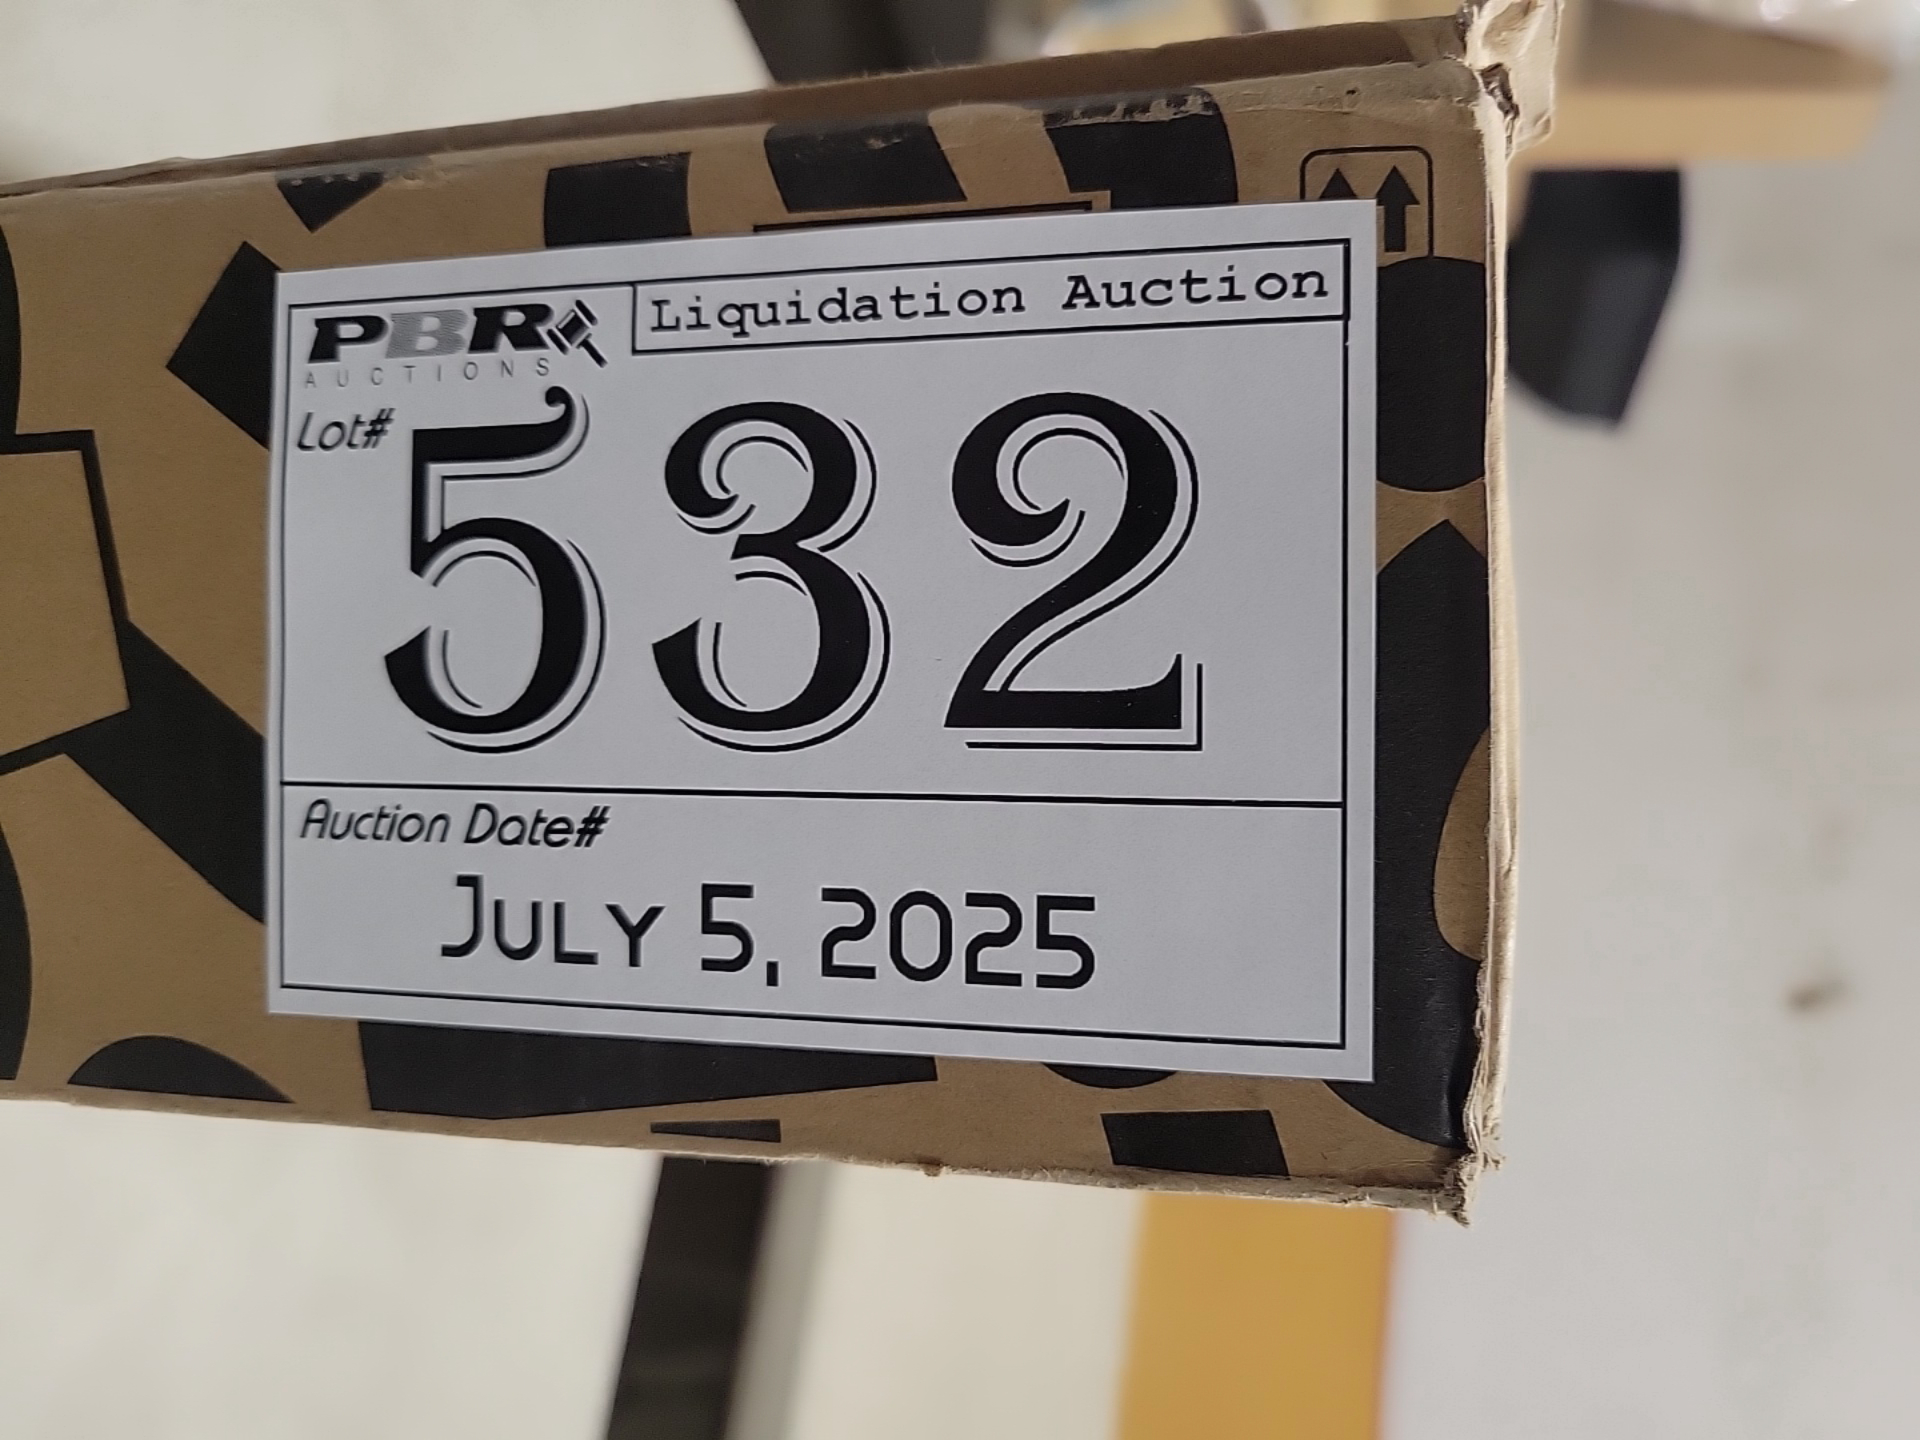 PBR
AUCTIONS
Liquidation Auction
Lot#
532
Auction Date#
July 5, 2025